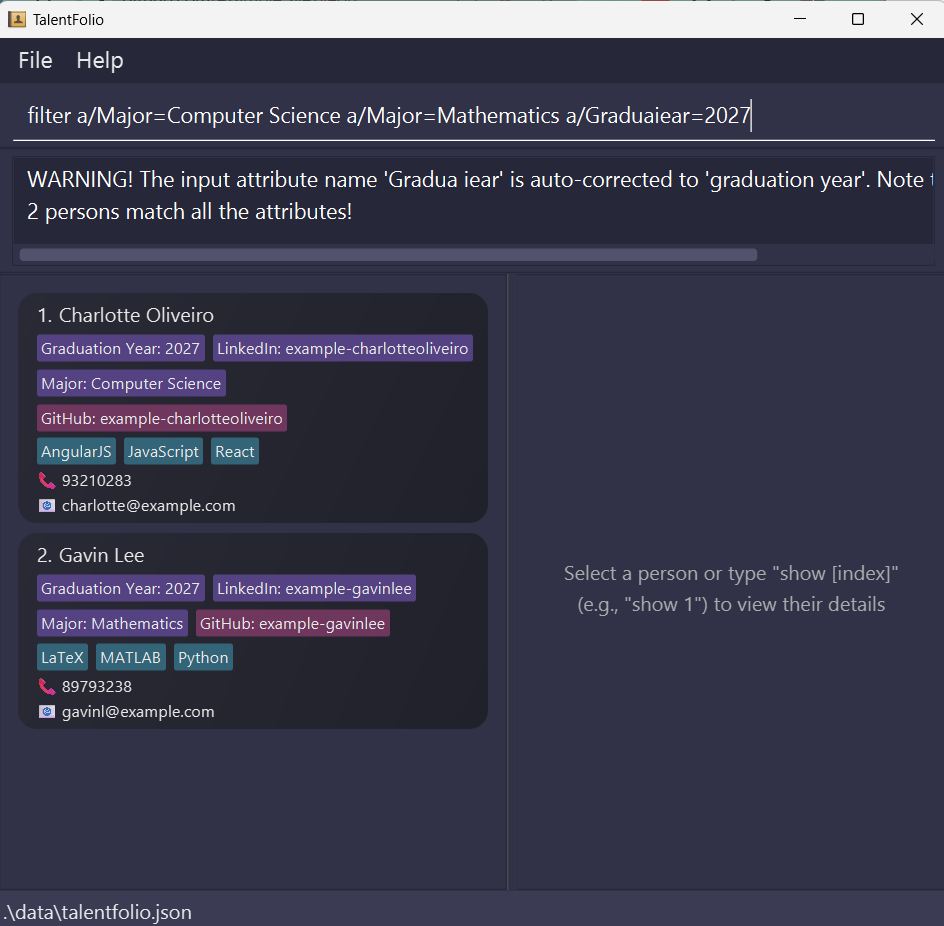 TalentFolio
File Help
filter a/Major=Computer Science a/Major=Mathematics a/Graduaiear=2027
WARNING! The input attribute name 'Gradua iear' is auto-corrected to 'graduation year'. Note
2 persons match all the attributes!
1. Charlotte Oliveiro
Graduation Year: 2027 LinkedIn: example-charlotteoliveiro
Major: Computer Science
GitHub: example-charlotteoliveiro
AngularJS JavaScript React
93210283
charlotte@example.com
2. Gavin Lee
Graduation Year: 2027 LinkedIn: example-gavinlee
Major: Mathematics GitHub: example-gavinlee
LaTeX MATLAB Python
89793238
gavinl@example.com
Select a person or type "show [index]"
(e.g., "show 1") to view their details
.\data\talentfolio.json